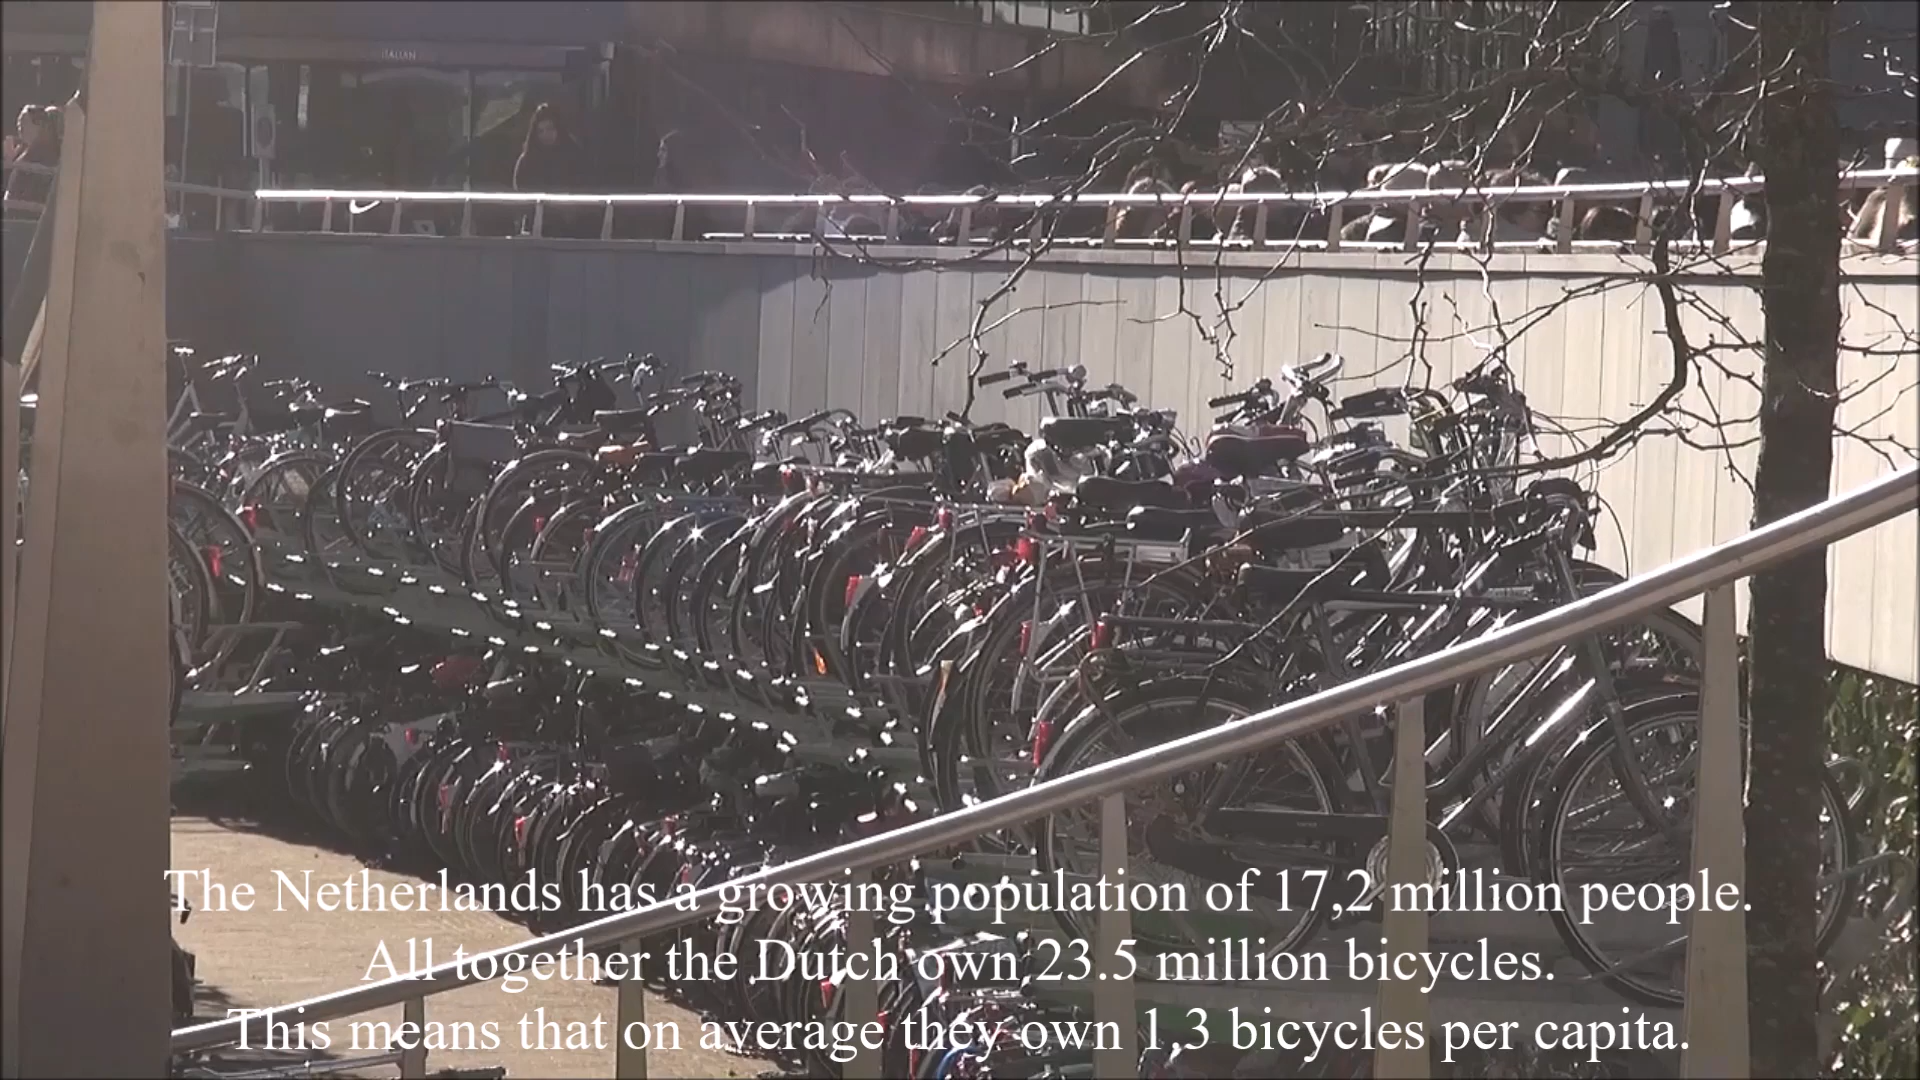 ITALIAN
The Netherlands has a growing population of 17,2 million people.
All together the Dutch own 23.5 million bicycles.
This means that on average they own 1,3 bicycles per capita.